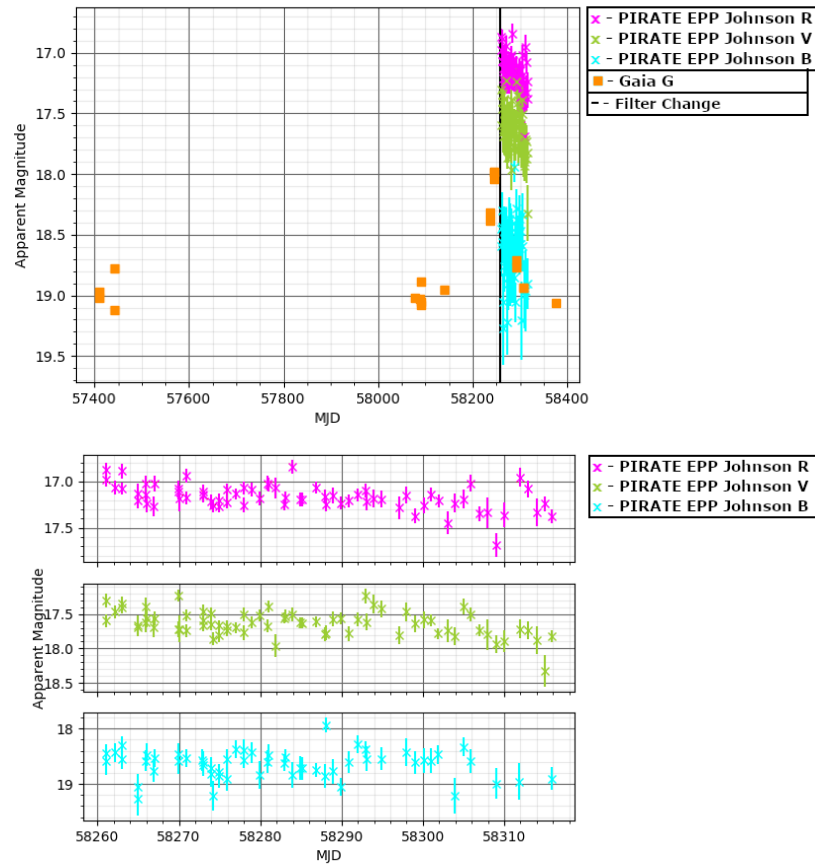 × - PIRATE EPP Johnson R
× - PIRATE EPP Johnson V
× - PIRATE EPP Johnson B
- Gaia G
-- - Filter Change
Apparent Magnitude
17.0
17.5
18.0
18.5
19.0
19.5
57400 57600 57800 58000 58200 58400
MJD
× - PIRATE EPP Johnson R
× - PIRATE EPP Johnson V
× - PIRATE EPP Johnson B
Apparent Magnitude
17.0
17.5
17.5
18.0
18.5
18
19
58260 58270 58280 58290 58300 58310
MJD